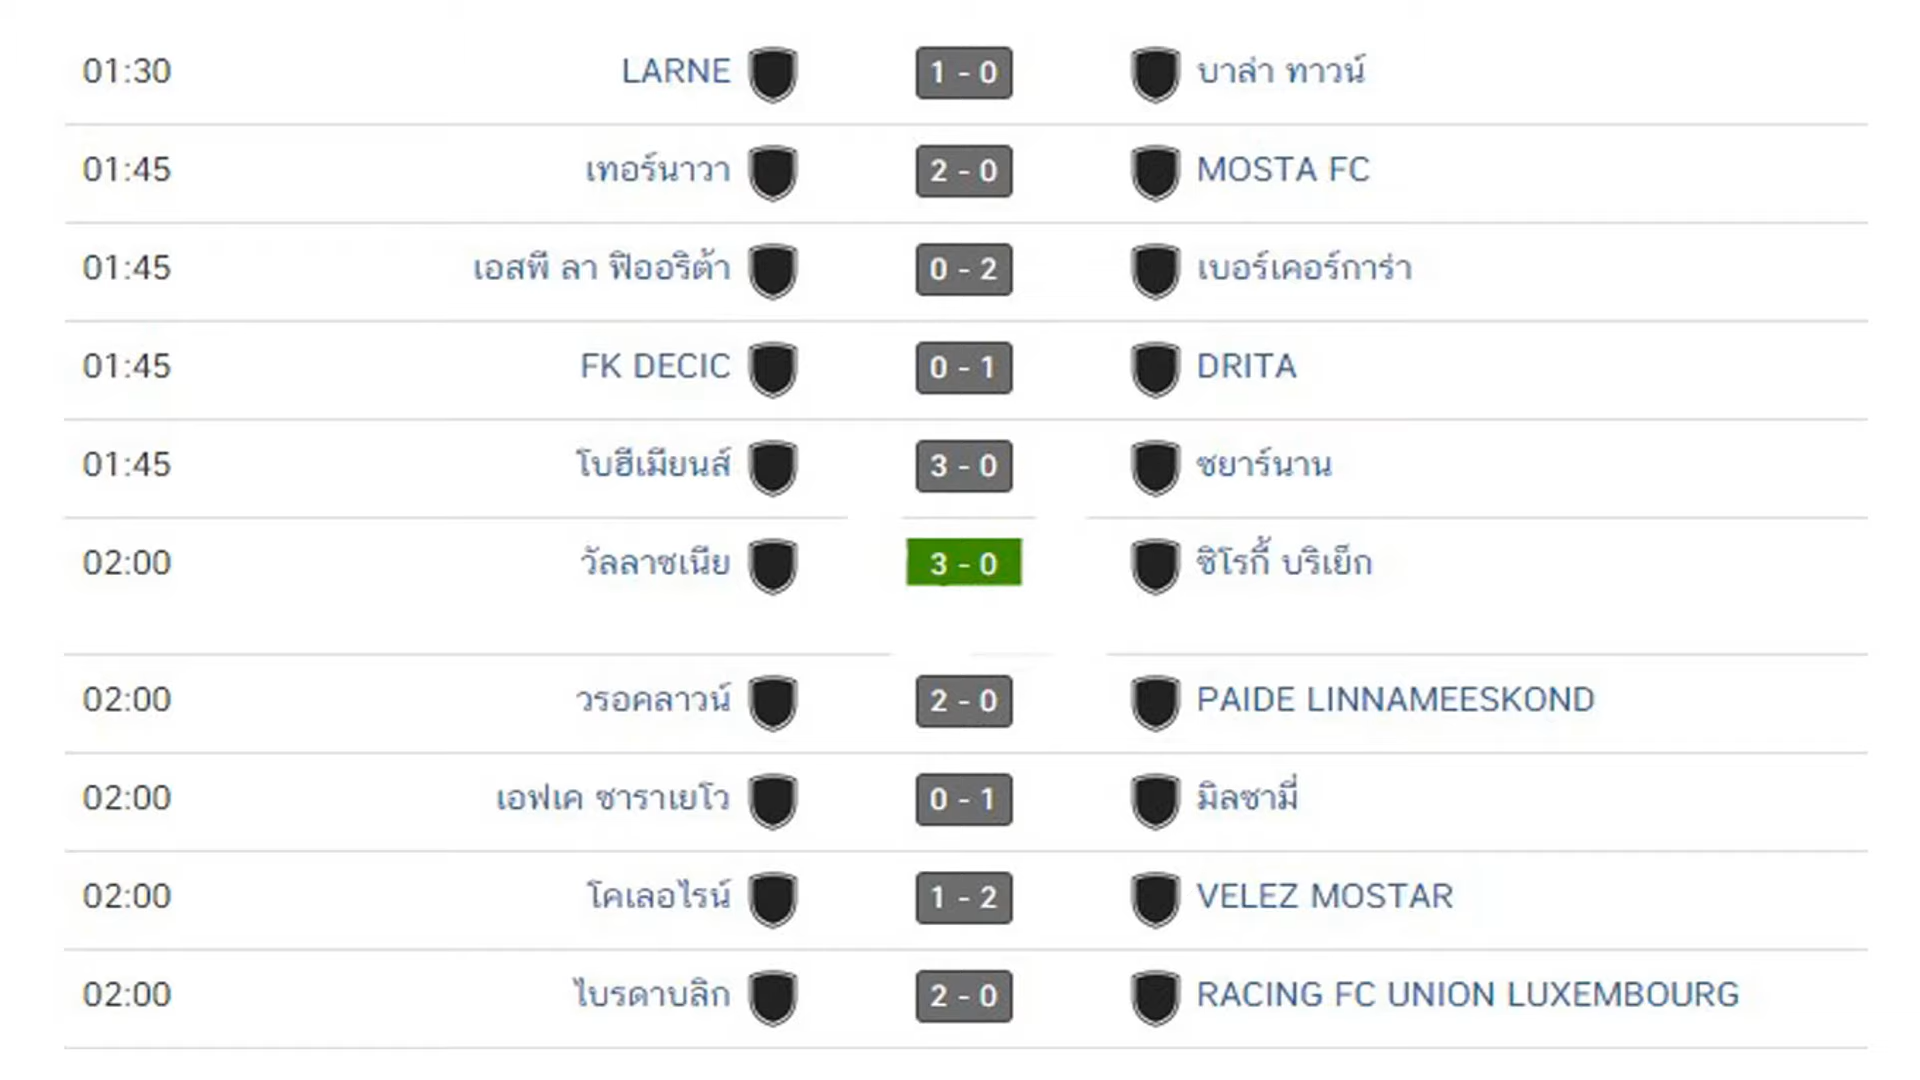 01:30 LARNE 1 - 0 บาล่า ทาวน์
01:45 เทอร์นาวา 2 - 0 MOSTA FC
01:45 เอสพี ลา ฟิออริต้า 0 - 2 เบอร์เคอร์การ่า
01:45 FK DECIC 0 - 1 DRITA
01:45 โบฮีเมียนส์ 3 - 0 ชยาร์นาน
02:00 วัลลาซเนีย 3 - 0 ซิโรกี้ บริเย็ก
02:00 วรอคลาวน์ 2 - 0 PAIDE LINNAMEESKOND
02:00 เอฟเค ซาราเยโว 0 - 1 มิลซามี่
02:00 โคเลอไรน์ 1 - 2 VELEZ MOSTAR
02:00 ไบรดาบลิก 2 - 0 RACING FC UNION LUXEMBOURG